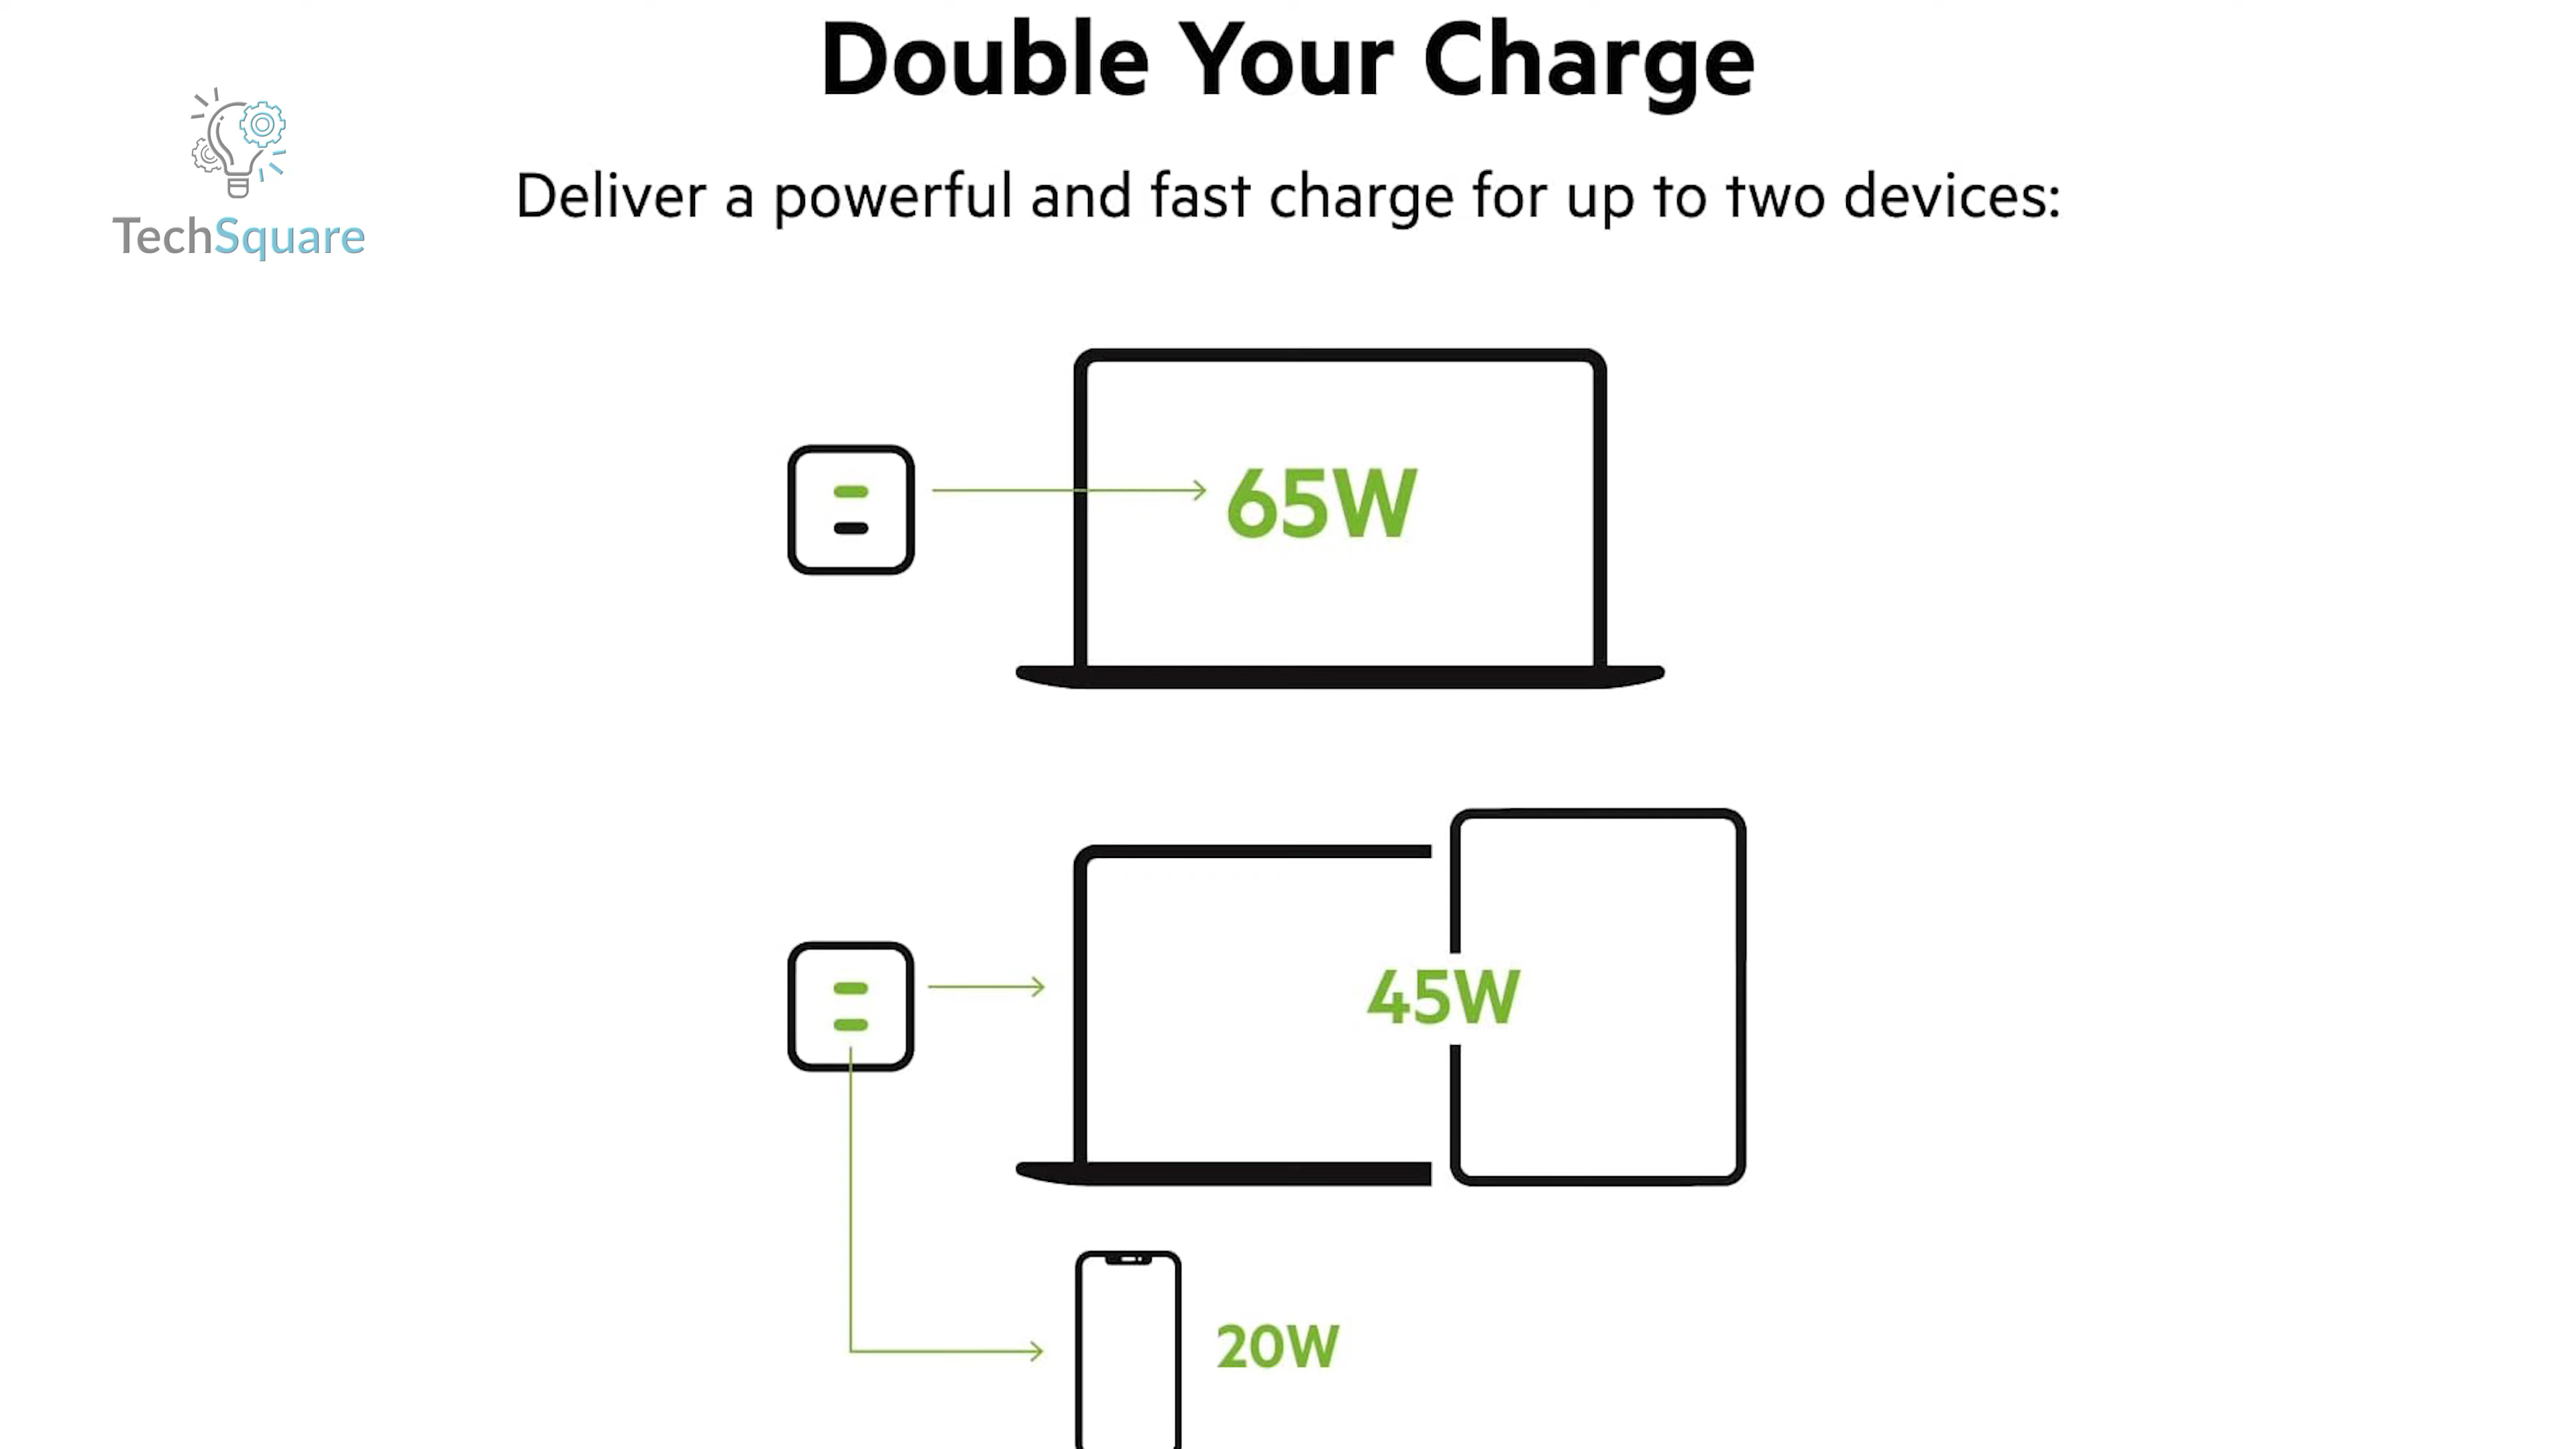 Double Your Charge
TechSquare
Deliver a powerful and fast charge for up to two devices:
65W
45W
20W